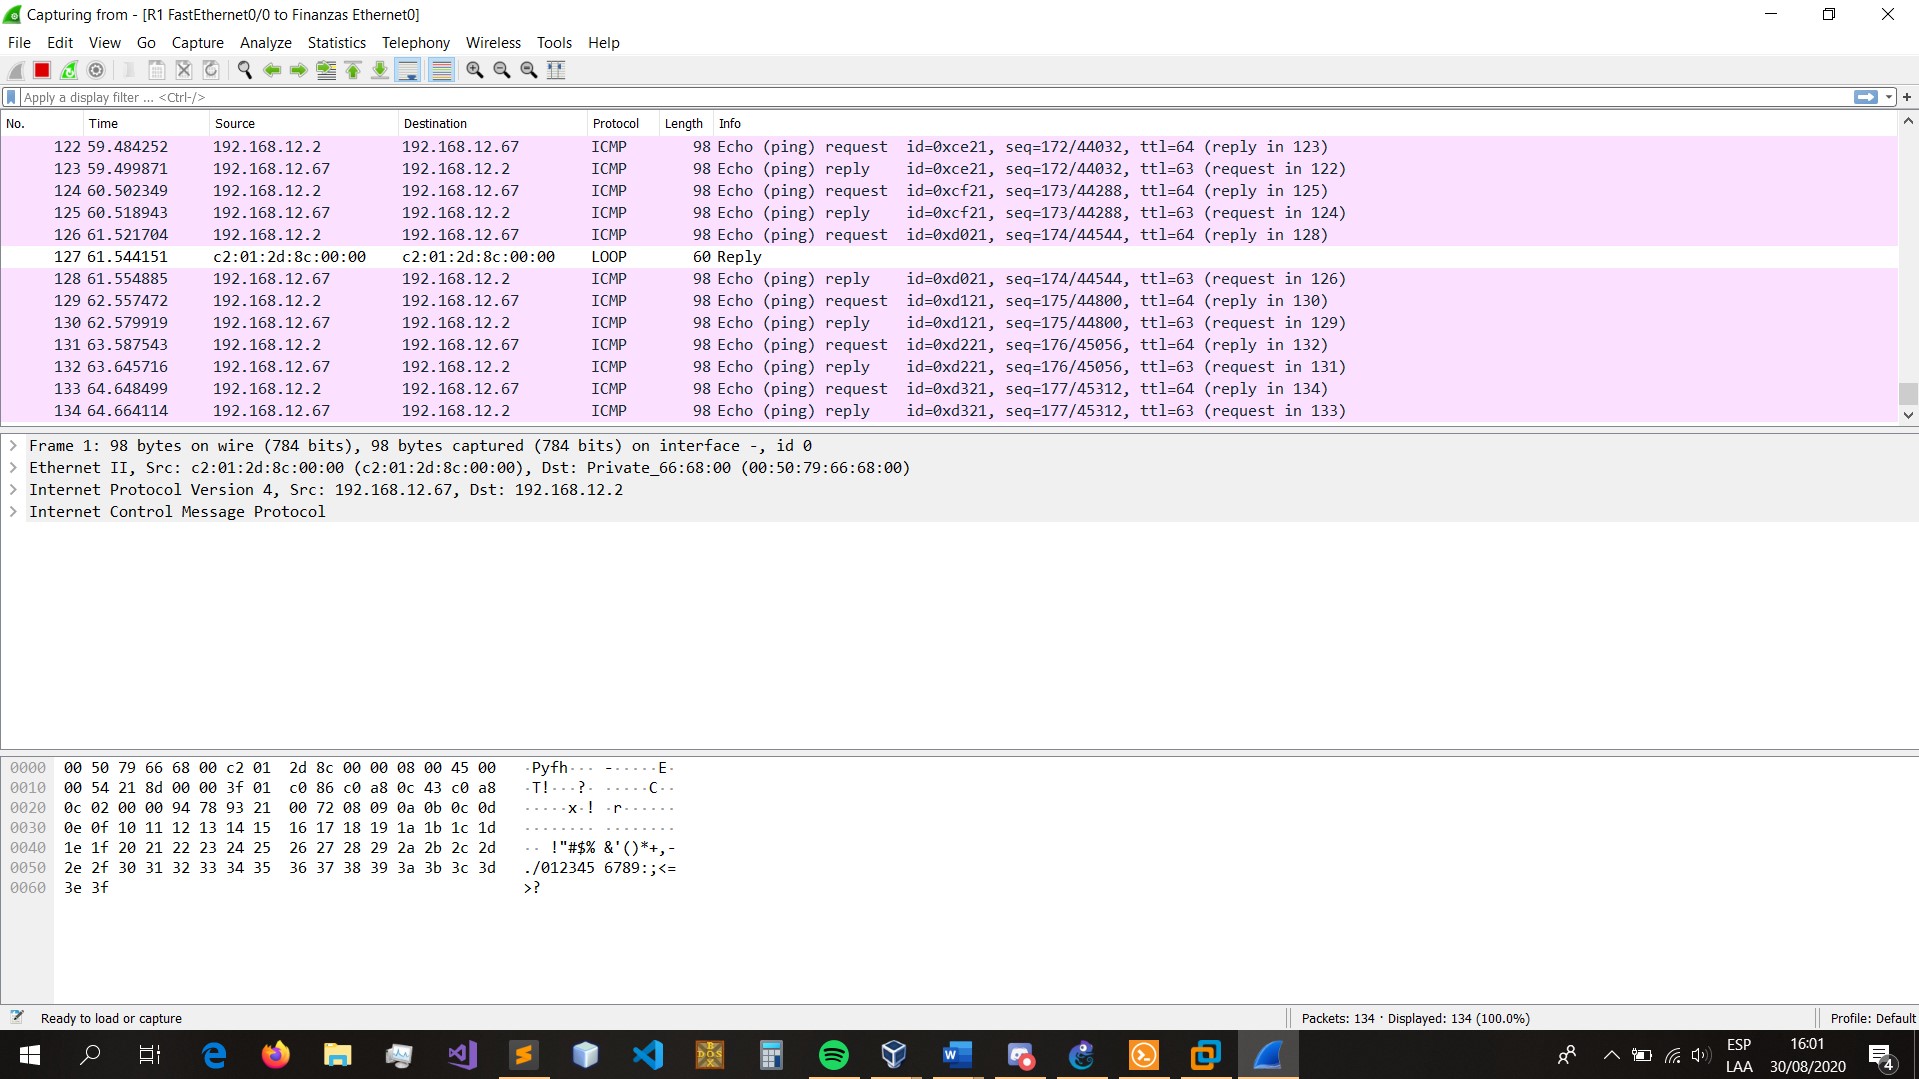 Capturing from - [R1 FastEthernet0/0 to Finanzas Ethernet0]
File Edit View Go Capture Analyze Statistics Telephony Wireless Tools Help
Apply a display filter ... <Ctrl-/>
No. Time Source Destination Protocol Length Info
122 59.484252 192.168.12.2 192.168.12.67 ICMP 98 Echo (ping) request id=0xce21, seq=172/44032, ttl=64 (reply in 123)
123 59.499871 192.168.12.67 192.168.12.2 ICMP 98 Echo (ping) reply id=0xce21, seq=172/44032, ttl=63 (request in 122)
124 60.502349 192.168.12.2 192.168.12.67 ICMP 98 Echo (ping) request id=0xcf21, seq=173/44288, ttl=64 (reply in 125)
125 60.518943 192.168.12.67 192.168.12.2 ICMP 98 Echo (ping) reply id=0xcf21, seq=173/44288, ttl=63 (request in 124)
126 61.521704 192.168.12.2 192.168.12.67 ICMP 98 Echo (ping) request id=0xd021, seq=174/44544, ttl=64 (reply in 128)
127 61.544151 c2:01:2d:8c:00:00 c2:01:2d:8c:00:00 LOOP 60 Reply
128 61.554885 192.168.12.67 192.168.12.2 ICMP 98 Echo (ping) reply id=0xd021, seq=174/44544, ttl=63 (request in 126)
129 62.557472 192.168.12.2 192.168.12.67 ICMP 98 Echo (ping) request id=0xd121, seq=175/44800, ttl=64 (reply in 130)
130 62.579919 192.168.12.67 192.168.12.2 ICMP 98 Echo (ping) reply id=0xd121, seq=175/44800, ttl=63 (request in 129)
131 63.587543 192.168.12.2 192.168.12.67 ICMP 98 Echo (ping) request id=0xd221, seq=176/45056, ttl=64 (reply in 132)
132 63.645716 192.168.12.67 192.168.12.2 ICMP 98 Echo (ping) reply id=0xd221, seq=176/45056, ttl=63 (request in 131)
133 64.648499 192.168.12.2 192.168.12.67 ICMP 98 Echo (ping) request id=0xd321, seq=177/45312, ttl=64 (reply in 134)
134 64.664114 192.168.12.67 192.168.12.2 ICMP 98 Echo (ping) reply id=0xd321, seq=177/45312, ttl=63 (request in 133)
Frame 1: 98 bytes on wire (784 bits), 98 bytes captured (784 bits) on interface -, id 0
Ethernet II, Src: c2:01:2d:8c:00:00 (c2:01:2d:8c:00:00), Dst: Private_66:68:00 (00:50:79:66:68:00)
Internet Protocol Version 4, Src: 192.168.12.67, Dst: 192.168.12.2
Internet Control Message Protocol
0000 00 50 79 66 68 00 c2 01 2d 8c 00 00 08 00 45 00 ·Pyfh··· -·····E·
0010 00 54 21 8d 00 00 3f 01 c0 86 c0 a8 0c 43 c0 a8 ·T!···?· ·····C··
0020 0c 02 00 00 94 78 93 21 00 72 08 09 0a 0b 0c 0d ·····x·! ·r······
0030 0e 0f 10 11 12 13 14 15 16 17 18 19 1a 1b 1c 1d ········ ········
0040 1e 1f 20 21 22 23 24 25 26 27 28 29 2a 2b 2c 2d ·· !"#$% &'()*+,-
0050 2e 2f 30 31 32 33 34 35 36 37 38 39 3a 3b 3c 3d ./012345 6789:;<=
0060 3e 3f >?
Ready to load or capture
Packets: 134 · Displayed: 134 (100.0%)
Profile: Default
ESP
LAA
16:01
30/08/2020
4